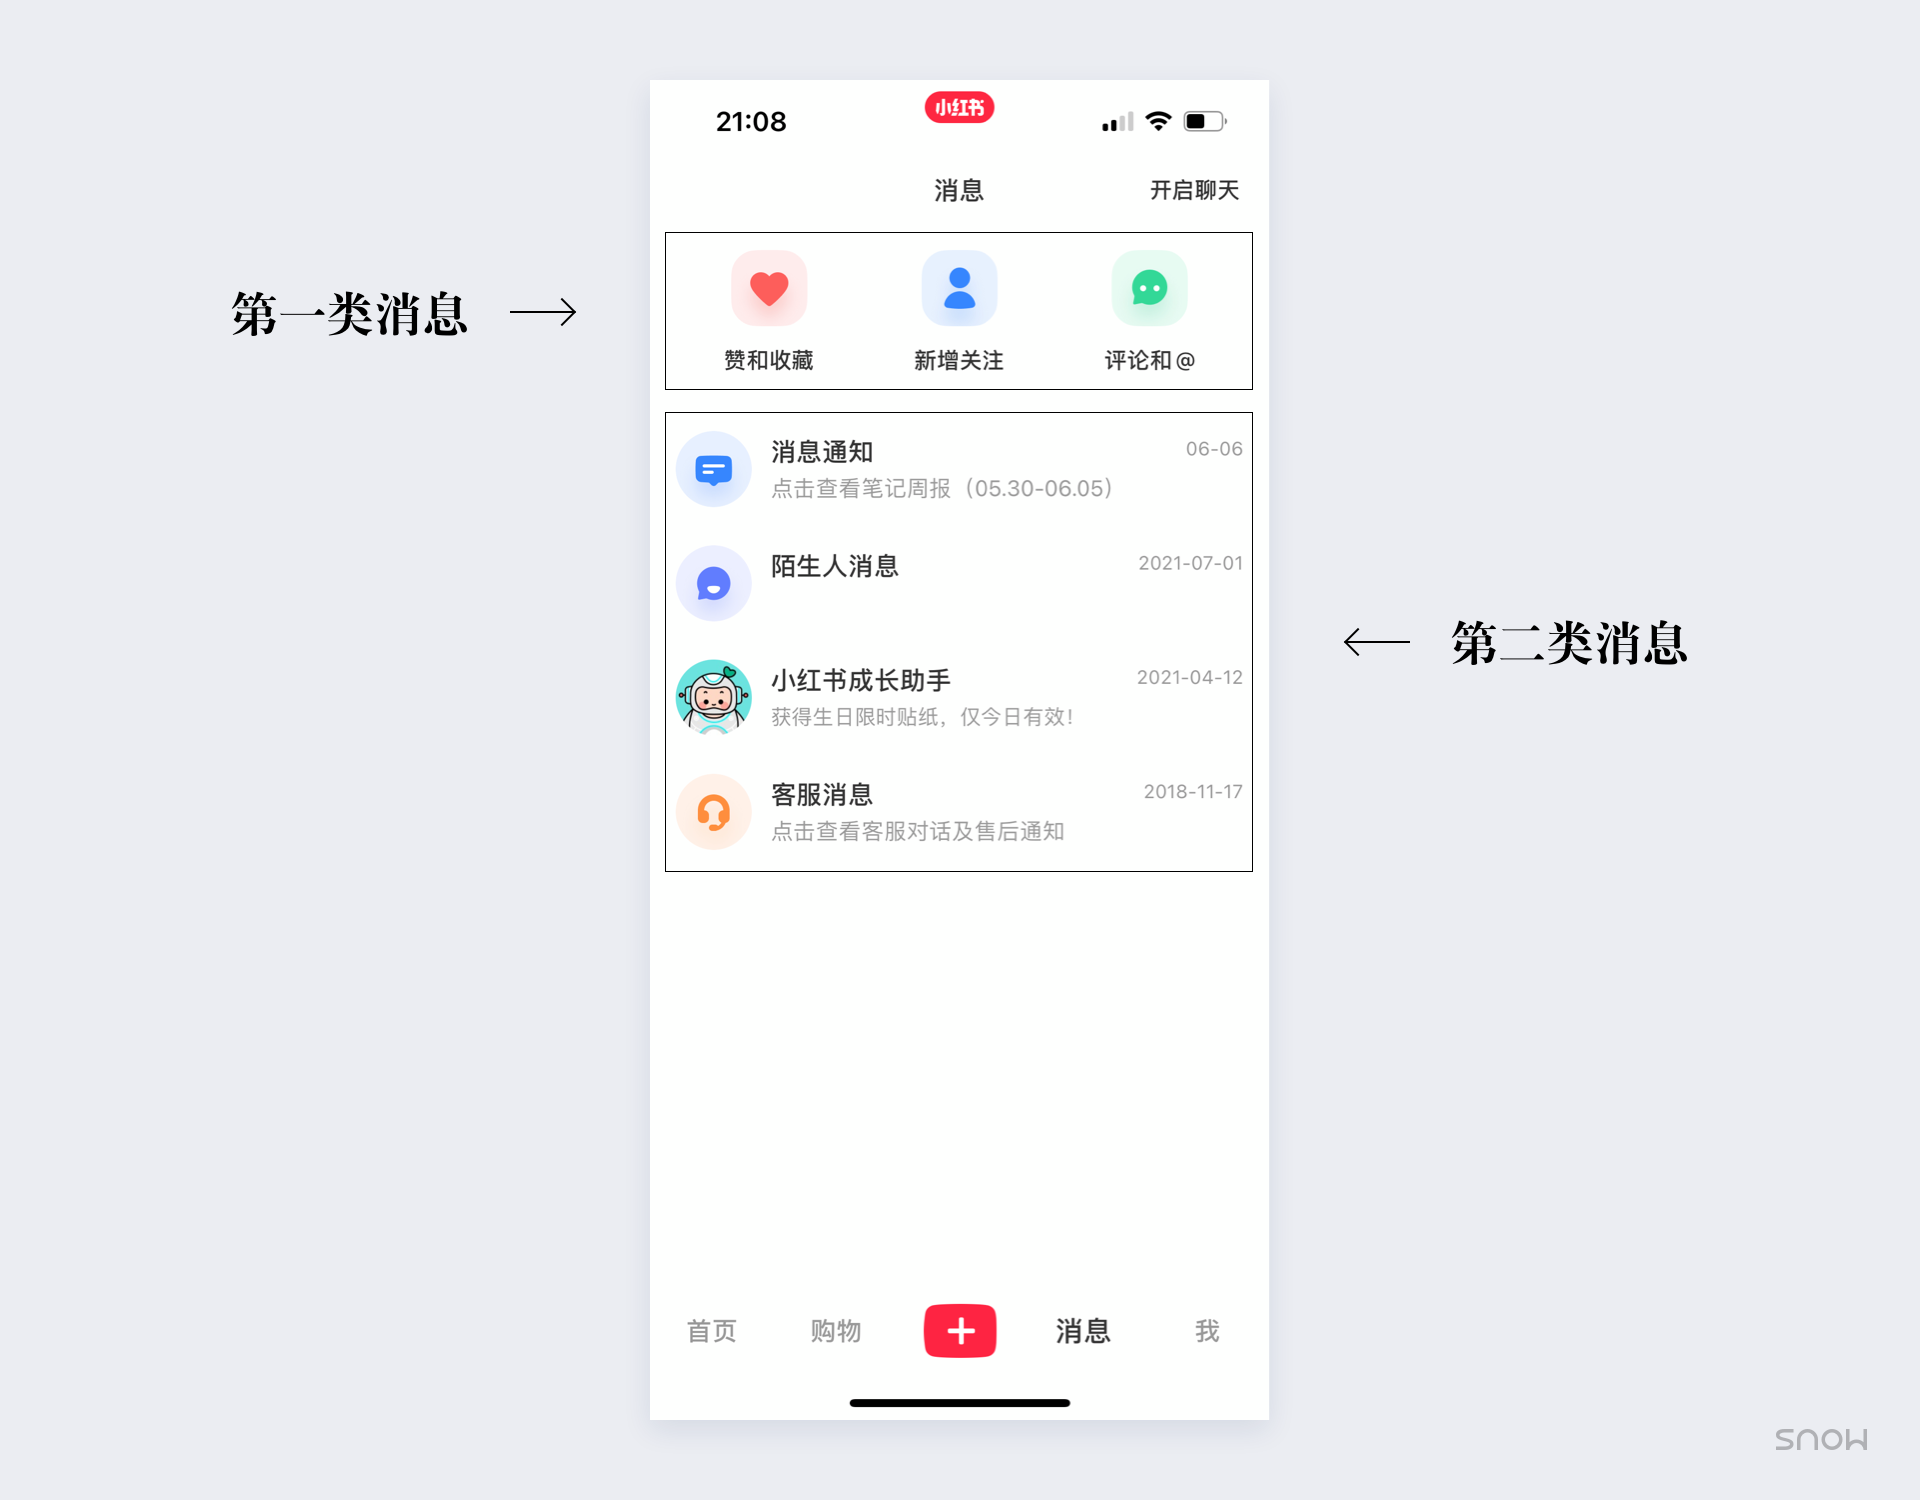 21:08
小红书
消息
开启聊天
第一类消息
赞和收藏
新增关注
评论和@
消息通知
06-06
点击查看笔记周报（05.30-06.05）
陌生人消息
2021-07-01
第二类消息
小红书成长助手
2021-04-12
获得生日限时贴纸，仅今日有效！
客服消息
2018-11-17
点击查看客服对话及售后通知
首页
购物
消息
我
SNOW